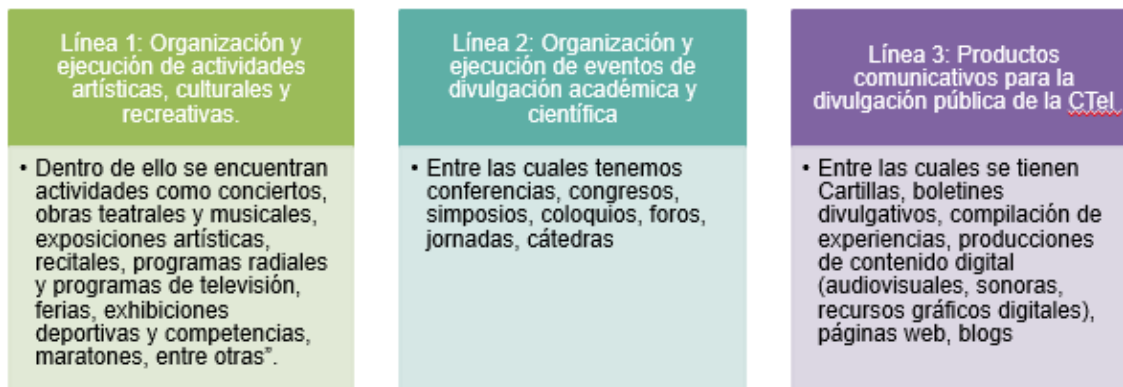 Línea 1: Organización y
ejecución de actividades
artísticas, culturales y
recreativas.
• Dentro de ello se encuentran
actividades como conciertos,
obras teatrales y musicales,
exposiciones artísticas,
recitales, programas radiales
y programas de televisión,
ferias, exhibiciones
deportivas y competencias,
maratones, entre otras”.
Línea 2: Organización y
ejecución de eventos de
divulgación académica y
científica
• Entre las cuales tenemos
conferencias, congresos,
simposios, coloquios, foros,
jornadas, cátedras
Línea 3: Productos
comunicativos para la
divulgación pública de la CTeI
• Entre las cuales se tienen
Cartillas, boletines
divulgativos, compilación de
experiencias, producciones
de contenido digital
(audiovisuales, sonoras,
recursos gráficos digitales),
páginas web, blogs